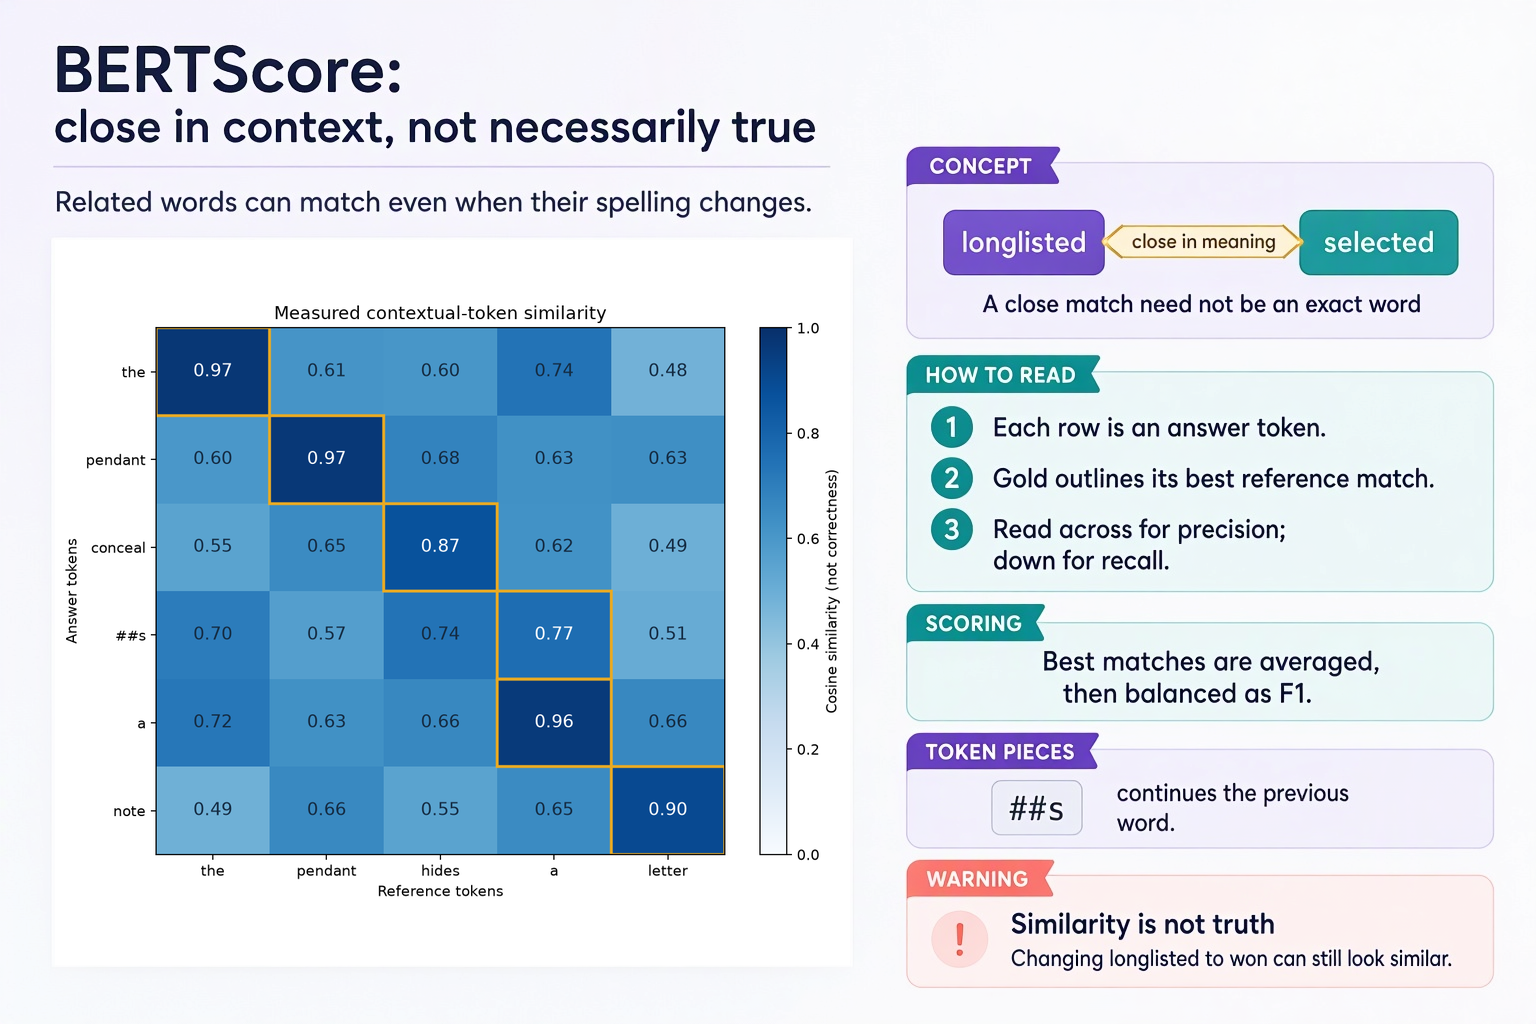 BERTScore:
close in context, not necessarily true
Related words can match even when their spelling changes.
Measured contextual-token similarity
the 0.97 0.61 0.60 0.74 0.48
pendant 0.60 0.97 0.68 0.63 0.63
conceal 0.55 0.65 0.87 0.62 0.49
##s 0.70 0.57 0.74 0.77 0.51
a 0.72 0.63 0.66 0.96 0.66
note 0.49 0.66 0.55 0.65 0.90
the pendant hides a letter
Reference tokens
Answer tokens
1.0
0.8
0.6
0.4
0.2
0.0
Cosine similarity (not correctness)
CONCEPT
longlisted close in meaning selected
A close match need not be an exact word
HOW TO READ
1 Each row is an answer token.
2 Gold outlines its best reference match.
3 Read across for precision;
down for recall.
SCORING
Best matches are averaged,
then balanced as F1.
TOKEN PIECES
##s continues the previous
word.
WARNING
! Similarity is not truth
Changing longlisted to won can still look similar.